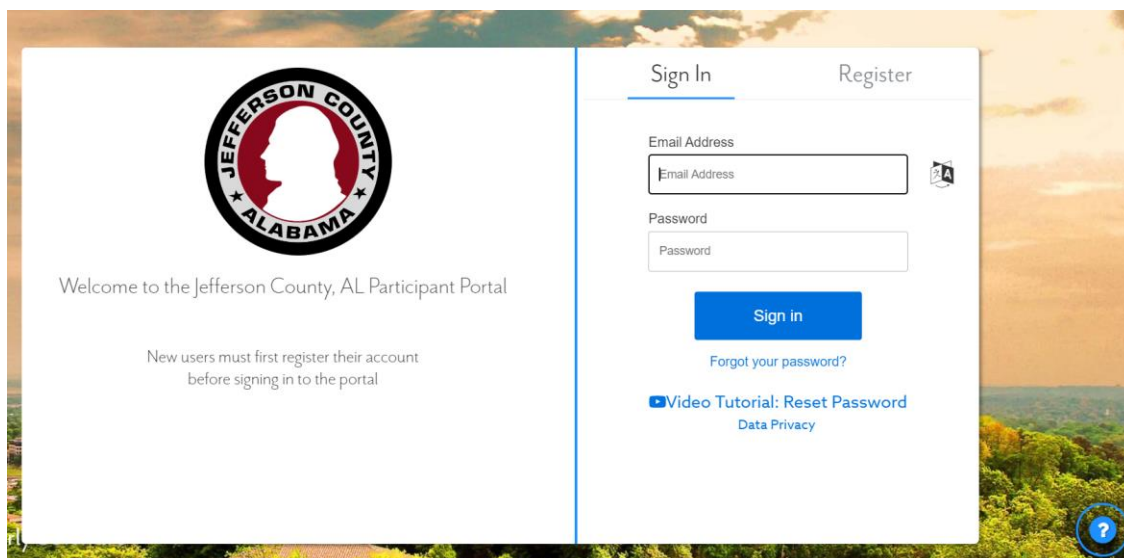 JEFFERSON COUNTY
★ ALABAMA ★
Welcome to the Jefferson County, AL Participant Portal
New users must first register their account
before signing in to the portal
Sign In
Register
Email Address
Email Address
Password
Password
Sign in
Forgot your password?
Video Tutorial: Reset Password
Data Privacy
?